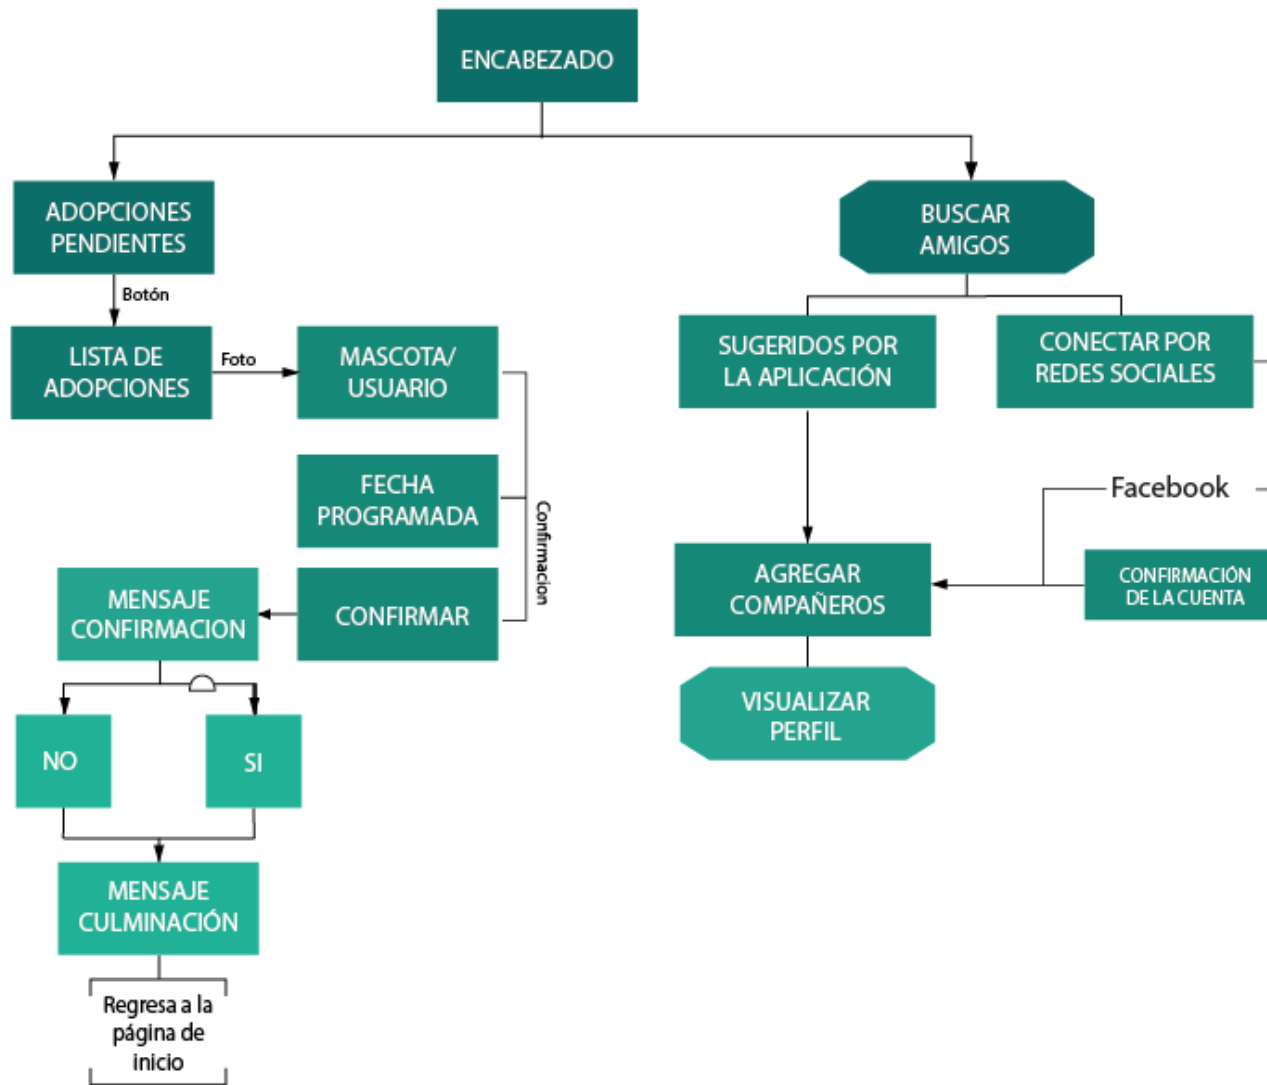 ENCABEZADO
ADOPCIONES
PENDIENTES
Botón
LISTA DE
ADOPCIONES
Foto
MASCOTA/
USUARIO
FECHA
PROGRAMADA
Confirmacion
CONFIRMAR
MENSAJE
CONFIRMACION
NO
SI
MENSAJE
CULMINACIÓN
Regresa a la
página de
inicio
BUSCAR
AMIGOS
SUGERIDOS POR
LA APLICACIÓN
CONECTAR POR
REDES SOCIALES
Facebook
AGREGAR
COMPAÑEROS
CONFIRMACIÓN
DE LA CUENTA
VISUALIZAR
PERFIL